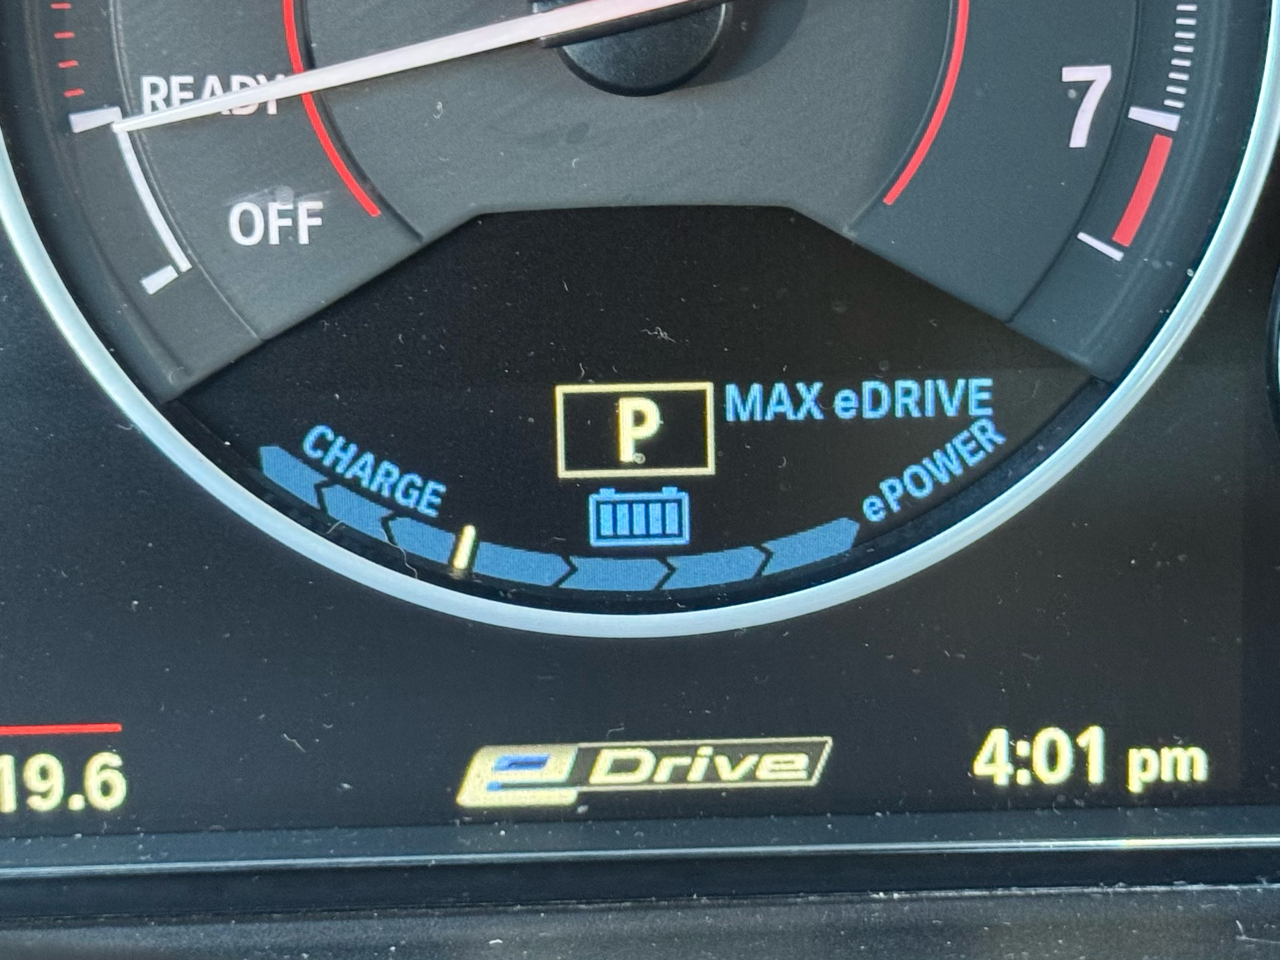 READY
7
OFF
P
MAX eDRIVE
CHARGE
ePOWER
19.6
eDrive
4:01 pm